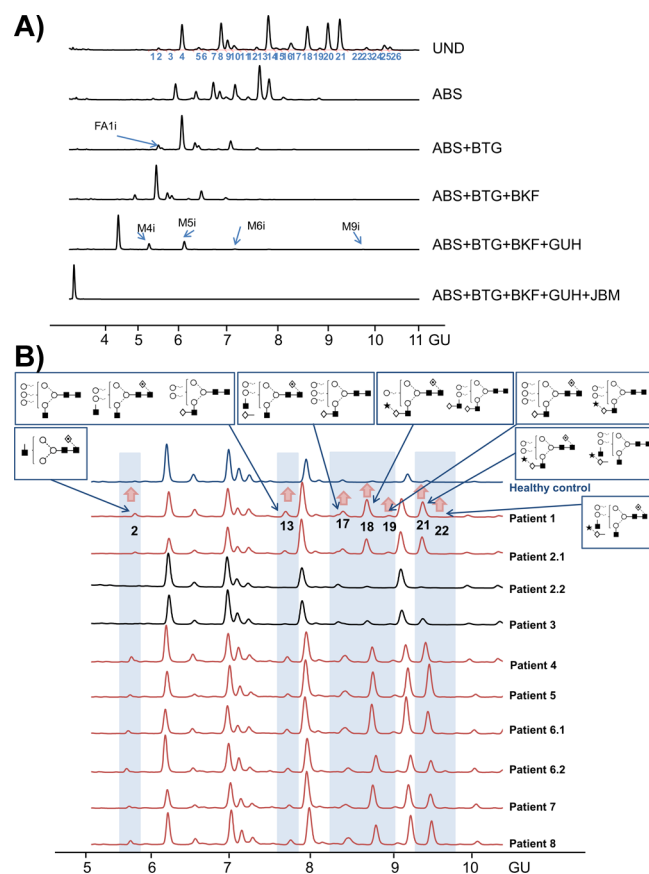 A)
UND
1 2 3 4 56 7 8 9 10 11 12 13 14 15 16 17 18 19 20 21 22 23 24 25 26
ABS
FA1i
ABS+BTG
ABS+BTG+BKF
M4i M5i M6i M9i
ABS+BTG+BKF+GUH
ABS+BTG+BKF+GUH+JBM
4 5 6 7 8 9 10 11 GU
B)
Healthy control
Patient 1
2 13 17 18 19 21 22
Patient 2.1
Patient 2.2
Patient 3
Patient 4
Patient 5
Patient 6.1
Patient 6.2
Patient 7
Patient 8
5 6 7 8 9 GU